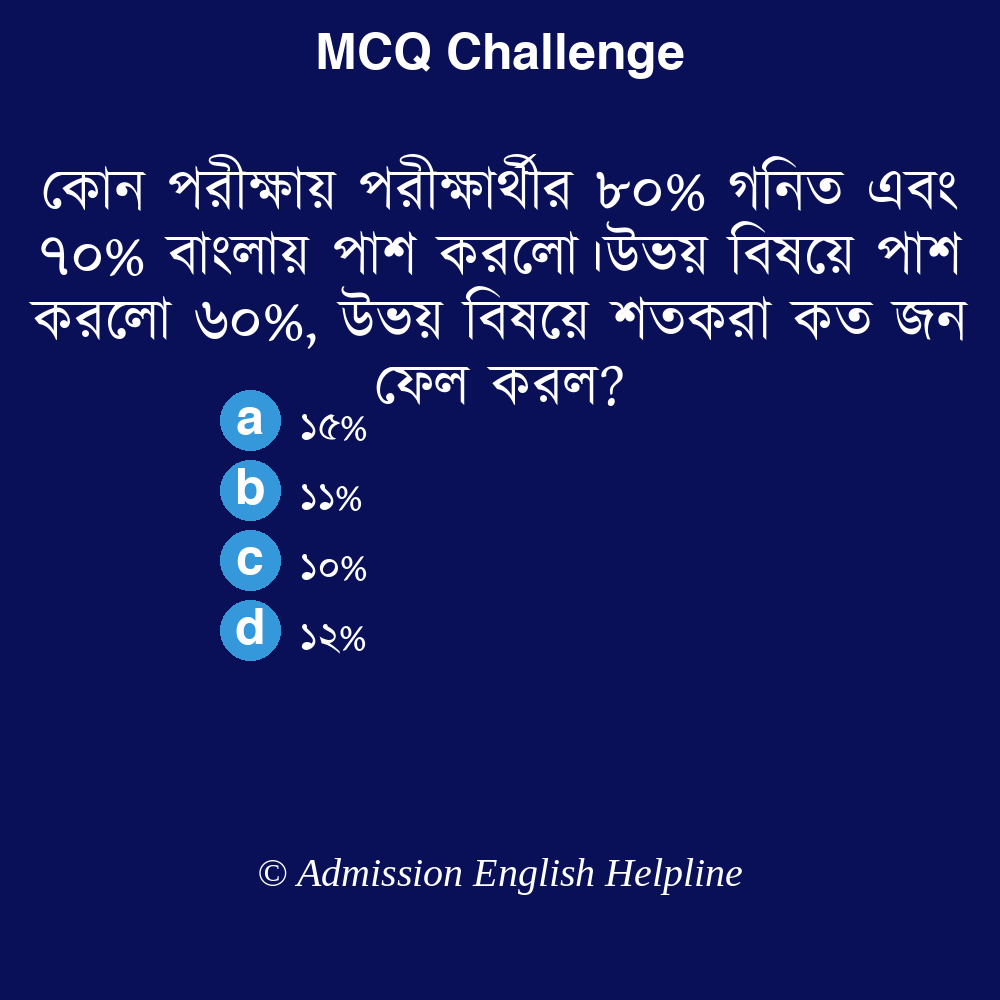 MCQ Challenge
কোন পরীক্ষায় পরীক্ষার্থীর ৮০% গনিত এবং
৭০% বাংলায় পাশ করলো।উভয় বিষয়ে পাশ
করলো ৬০%, উভয় বিষয়ে শতকরা কত জন
ফেল করল?
a ১৫%
b ১১%
c ১০%
d ১২%
© Admission English Helpline